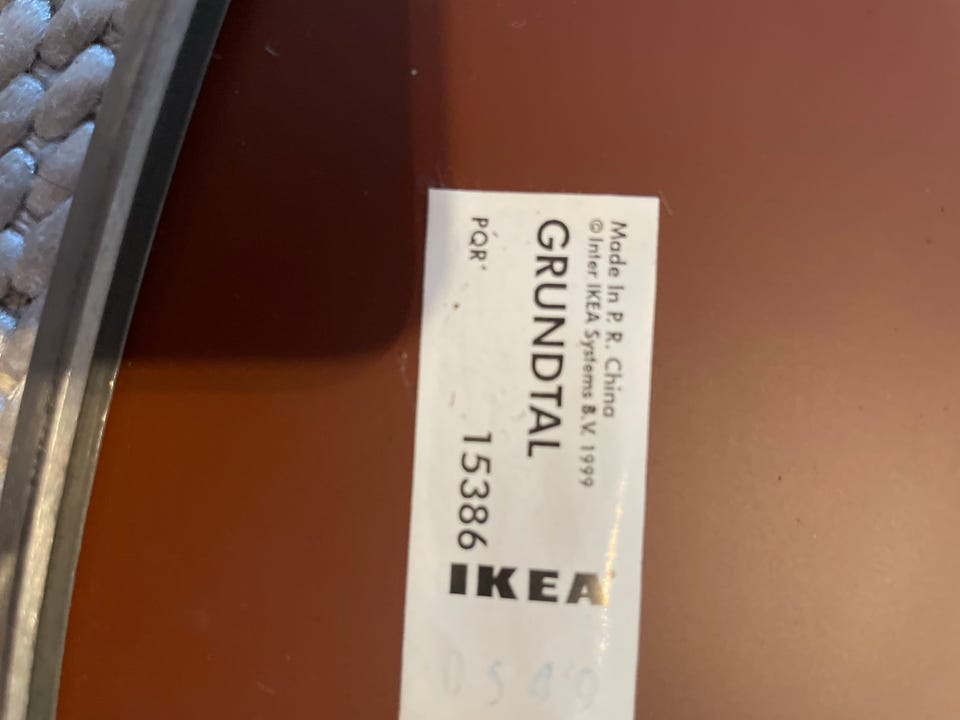 Made in P. R. China
© Inter IKEA Systems B.V. 1999
GRUNDTAL
PQR
15386
IKEA